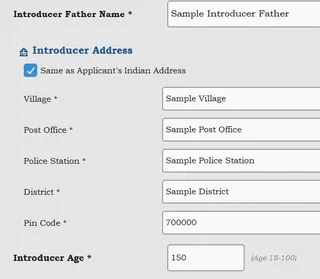 Introducer Father Name *
Sample Introducer Father
Introducer Address
Same as Applicant's Indian Address
Village *
Sample Village
Post Office *
Sample Post Office
Police Station *
Sample Police Station
District *
Sample District
Pin Code *
700000
Introducer Age *
150
(Age 18-100)